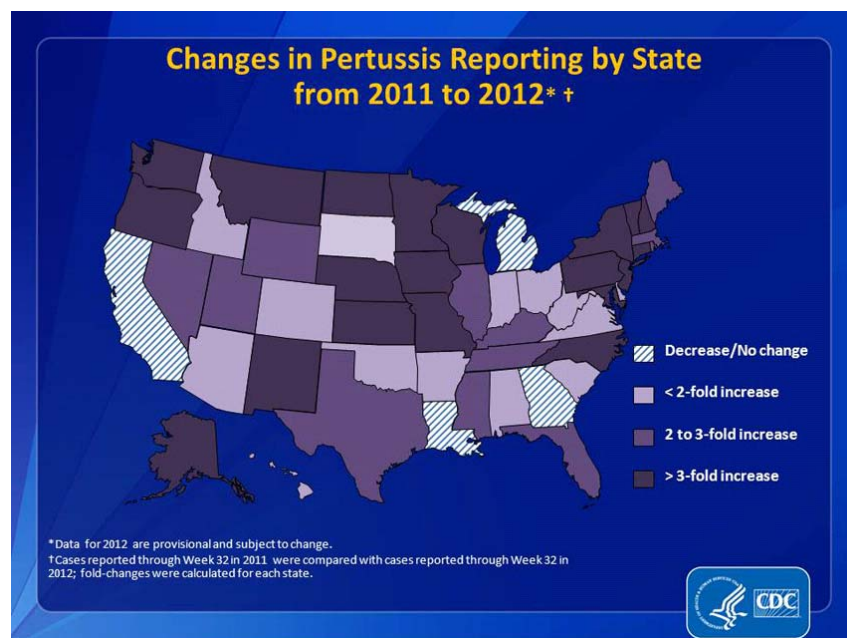 Changes in Pertussis Reporting by State
from 2011 to 2012* †
Decrease/No change
< 2-fold increase
2 to 3-fold increase
> 3-fold increase
*Data for 2012 are provisional and subject to change.
†Cases reported through Week 32 in 2011 were compared with cases reported through Week 32 in
2012; fold-changes were calculated for each state.
CDC